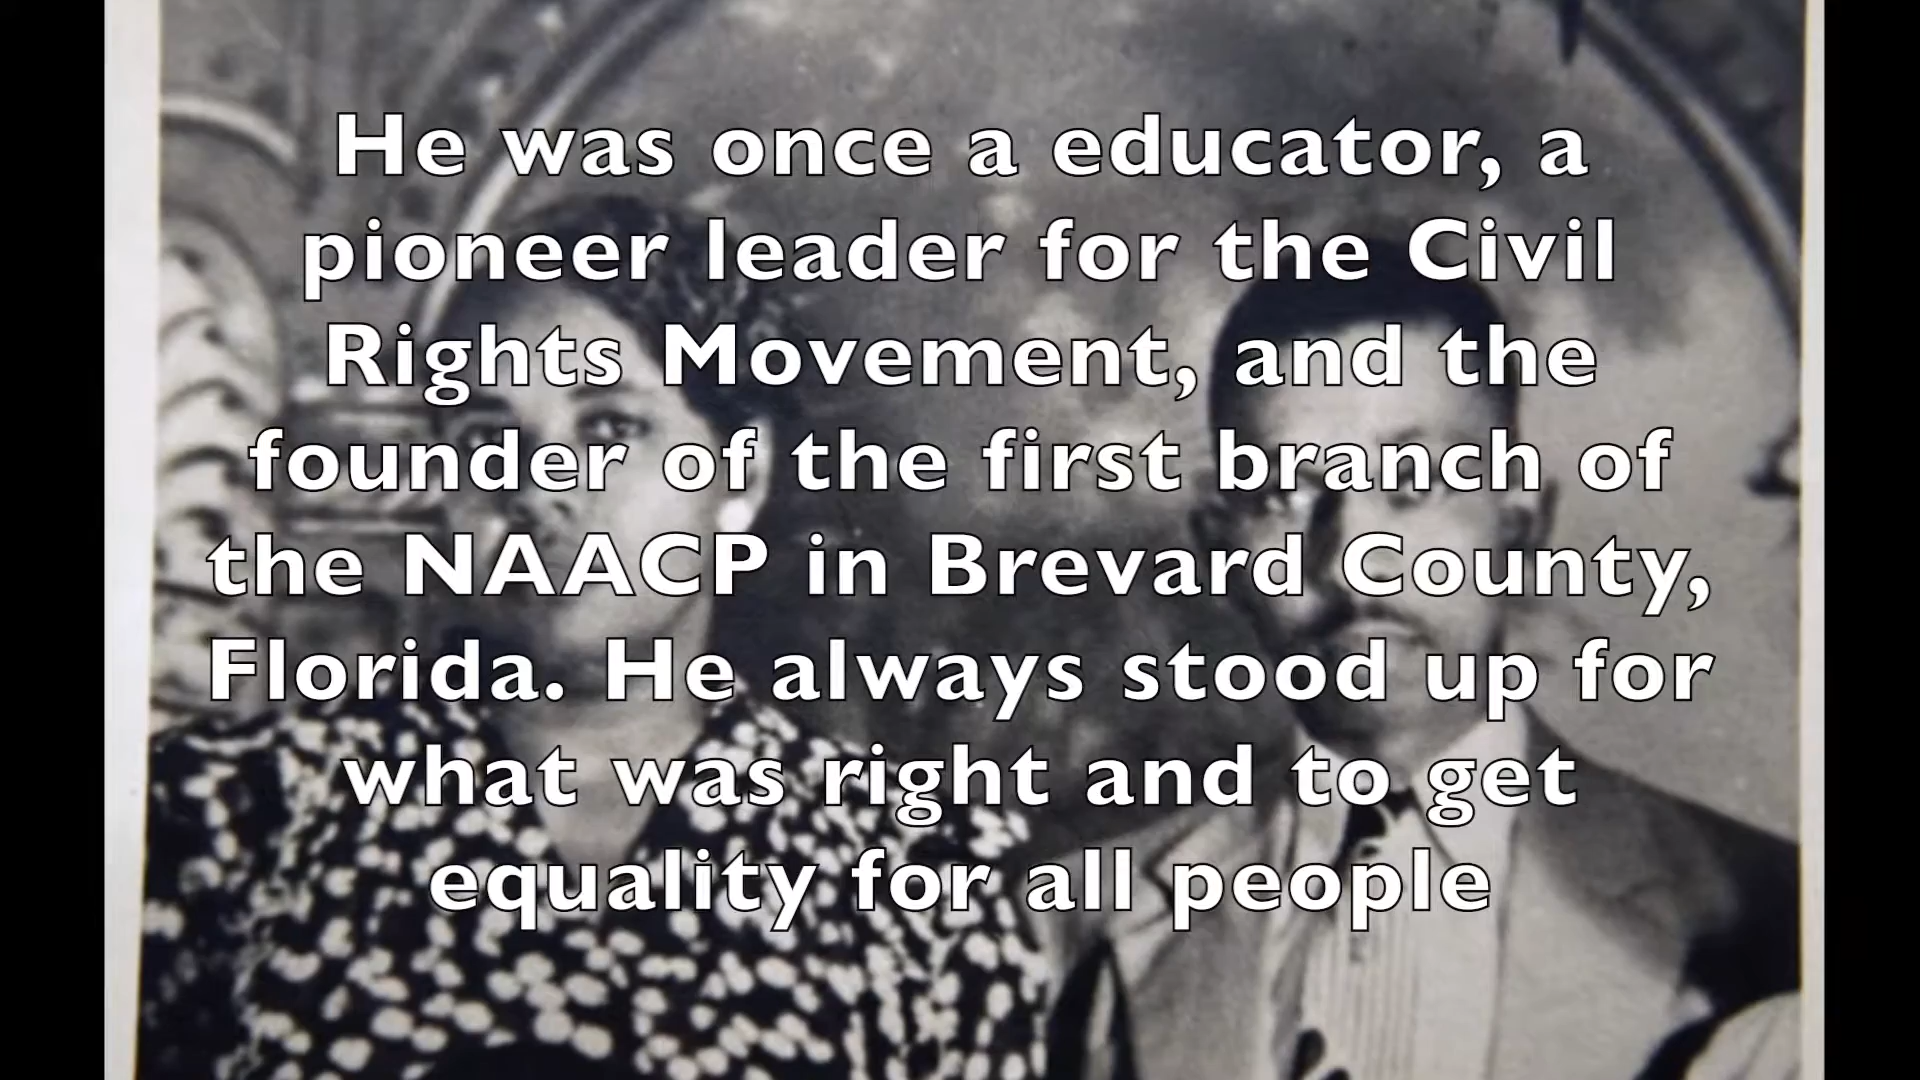 He was once a educator, a
pioneer leader for the Civil
Rights Movement, and the
founder of the first branch of
the NAACP in Brevard County,
Florida. He always stood up for
what was right and to get
equality for all people